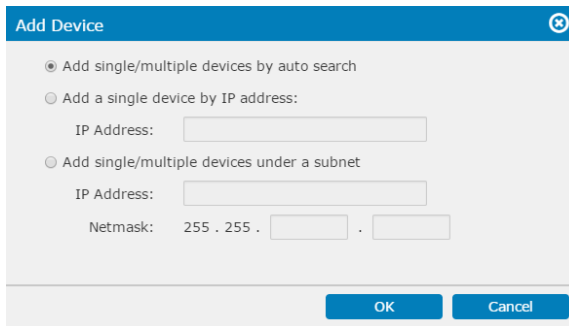 Add Device
Add single/multiple devices by auto search
Add a single device by IP address:
IP Address:
Add single/multiple devices under a subnet
IP Address:
Netmask: 255 . 255 . .
OK Cancel